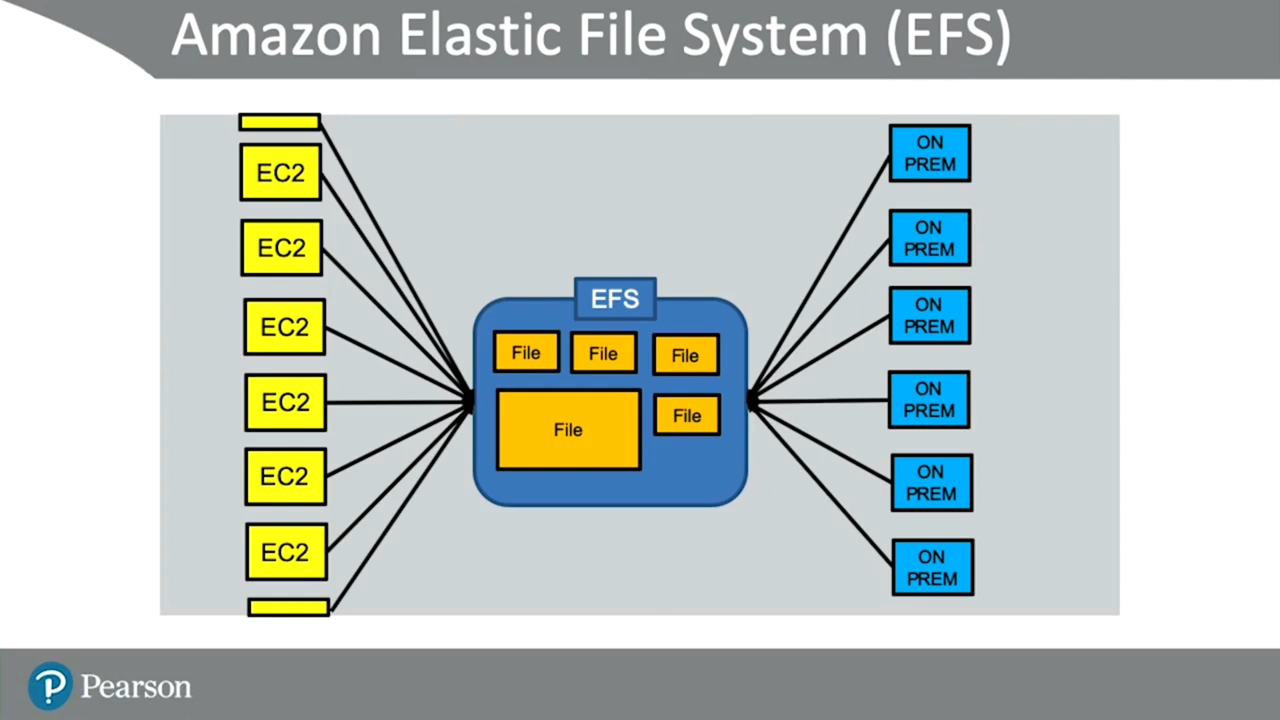 Amazon Elastic File System (EFS)
EC2
EC2
EC2
EC2
EC2
EC2
EFS
File
File
File
File
File
ON
PREM
ON
PREM
ON
PREM
ON
PREM
ON
PREM
ON
PREM
Pearson